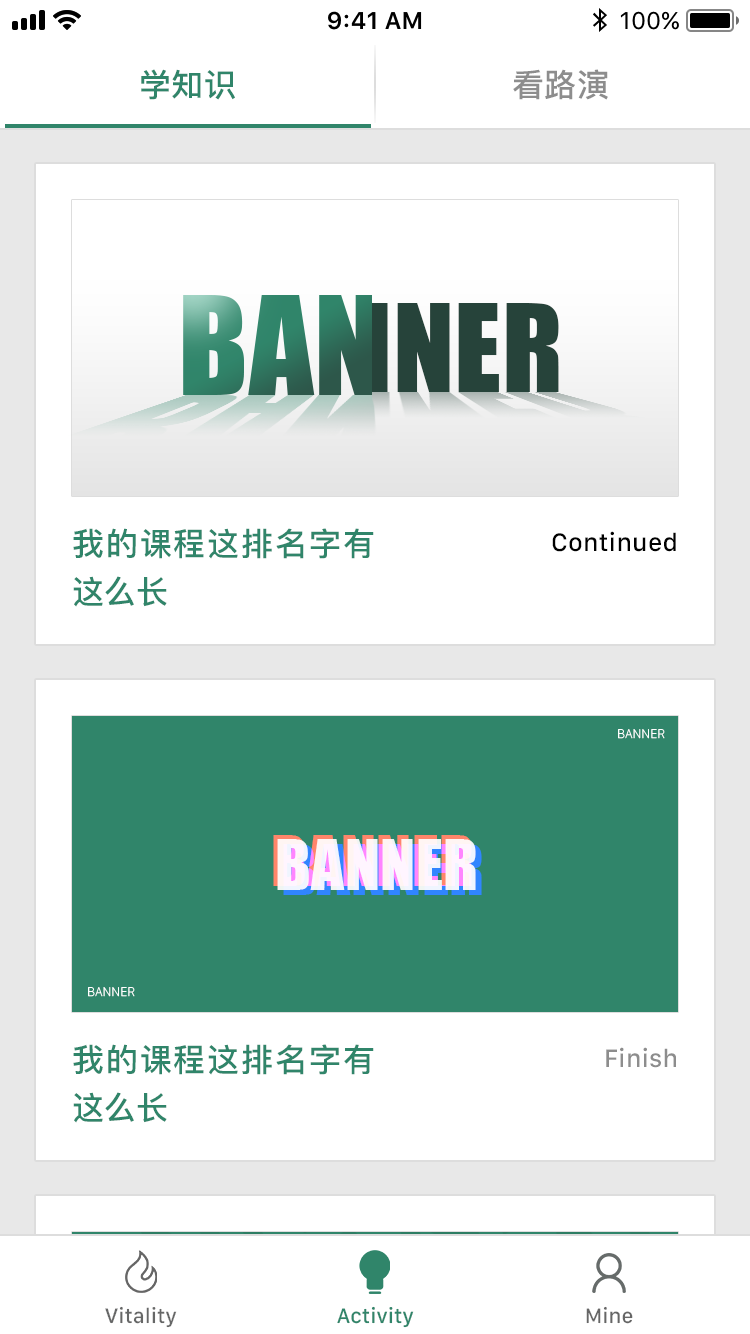 9:41 AM
100%
学知识
看路演
BANNER
我的课程这排名字有
这么长
Continued
BANNER
BANNER
BANNER
我的课程这排名字有
这么长
Finish
Vitality
Activity
Mine